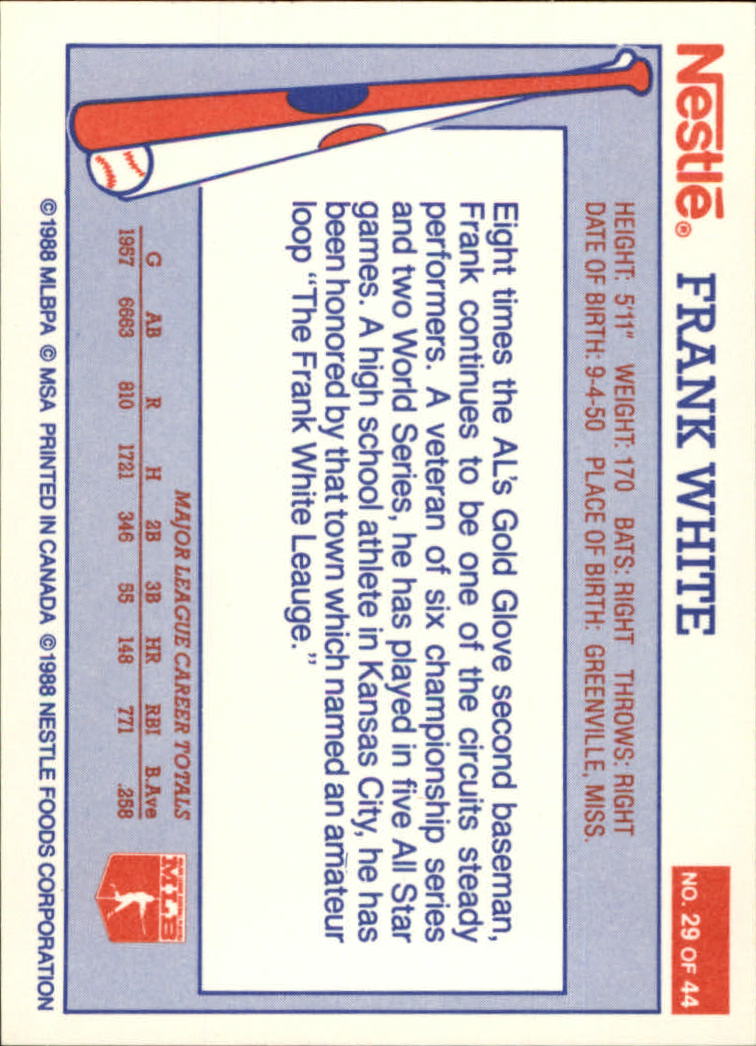 Nestlé® FRANK WHITE NO. 29 OF 44
HEIGHT: 5'11" WEIGHT: 170 BATS: RIGHT THROWS: RIGHT
DATE OF BIRTH: 9-4-50 PLACE OF BIRTH: GREENVILLE, MISS.
Eight times the AL's Gold Glove second baseman,
Frank continues to be one of the circuits steady
performers. A veteran of six championship series
and two World Series, he has played in five All Star
games. A high school athlete in Kansas City, he has
been honored by that town which named an amateur
loop "The Frank White Leauge."
MAJOR LEAGUE CAREER TOTALS
G AB R H 2B 3B HR RBI B.Ave
1957 6663 810 1721 346 56 148 771 .258
MLB
©1988 MLBPA © MSA PRINTED IN CANADA ©1988 NESTLE FOODS CORPORATION